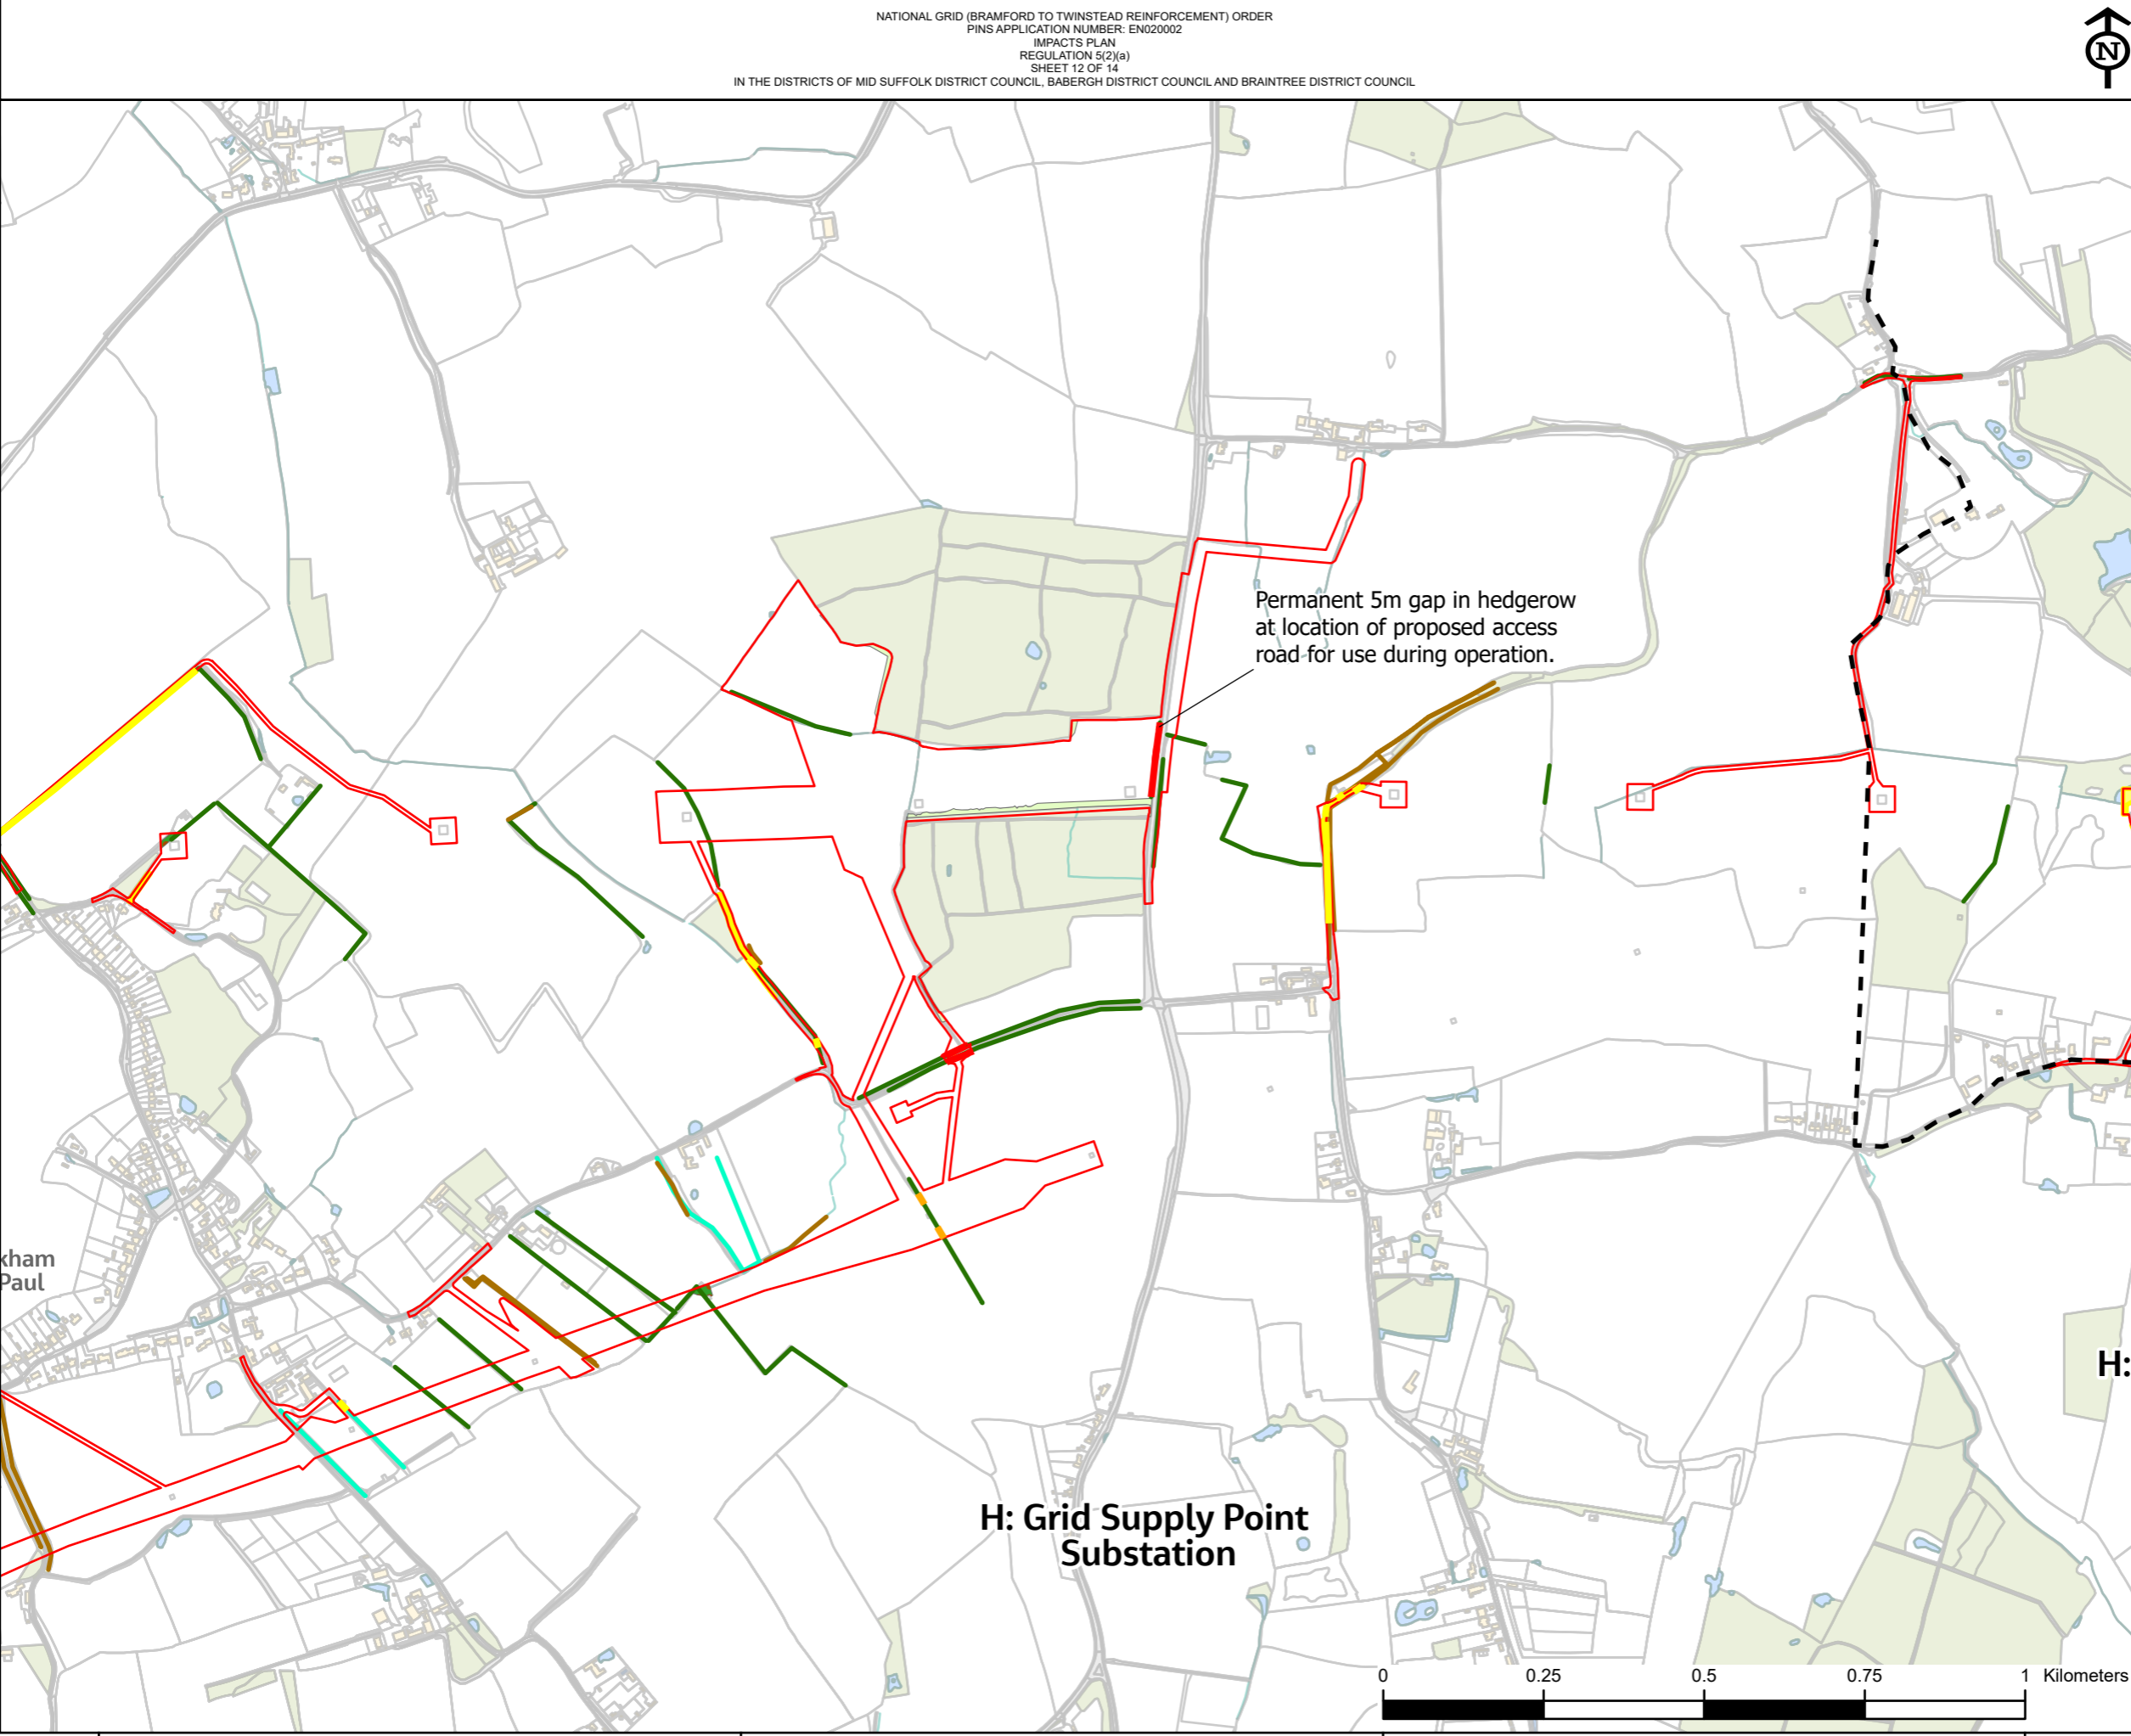 NATIONAL GRID (BRAMFORD TO TWINSTEAD REINFORCEMENT) ORDER
PINS APPLICATION NUMBER: EN020002
IMPACTS PLAN
REGULATION 5(2)(a)
SHEET 12 OF 14
IN THE DISTRICTS OF MID SUFFOLK DISTRICT COUNCIL, BABERGH DISTRICT COUNCIL AND BRAINTREE DISTRICT COUNCIL
N
Permanent 5m gap in hedgerow
at location of proposed access
road for use during operation.
kham
Paul
H:
H: Grid Supply Point
Substation
0 0.25 0.5 0.75 1 Kilometers